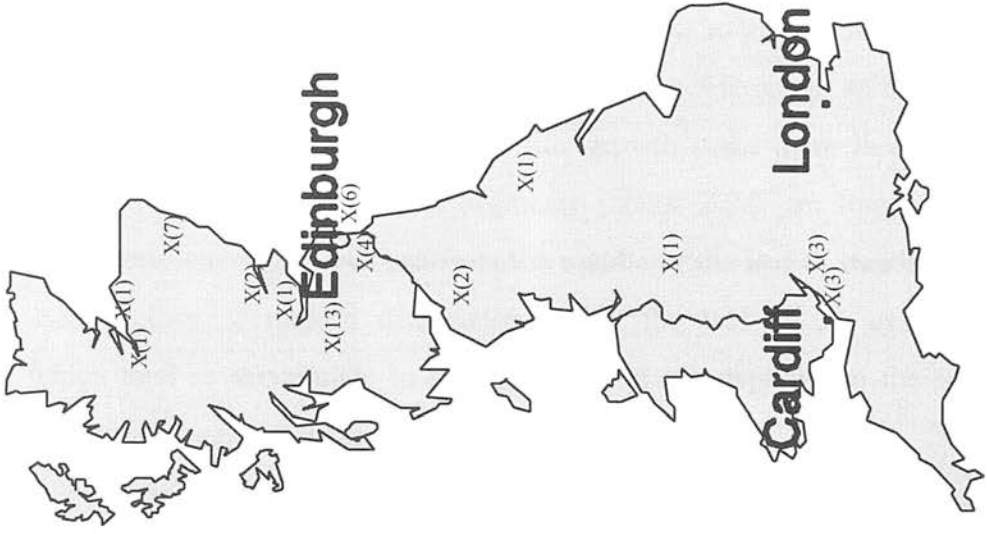 X(1)
X(1)
X(7)
X(2)
X(1)
Edinburgh
X(13)
X(6)
X(4)
X(2)
X(1)
X(1)
London
X(3)
X(3)
Cardiff